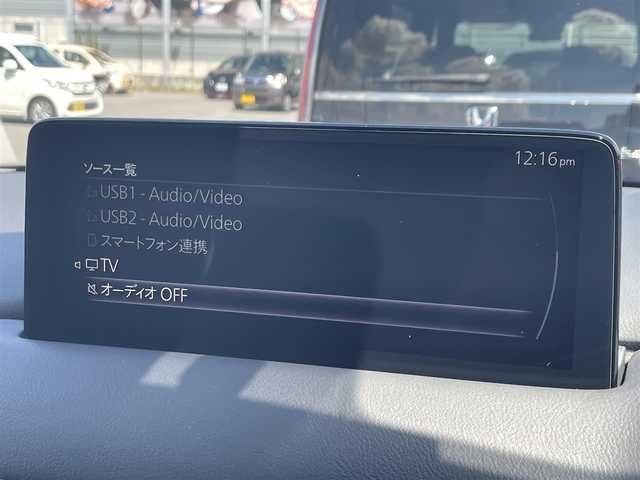 12:16pm
ソース一覧
USB1 - Audio/Video
USB2 - Audio/Video
スマートフォン連携
TV
オーディオ OFF